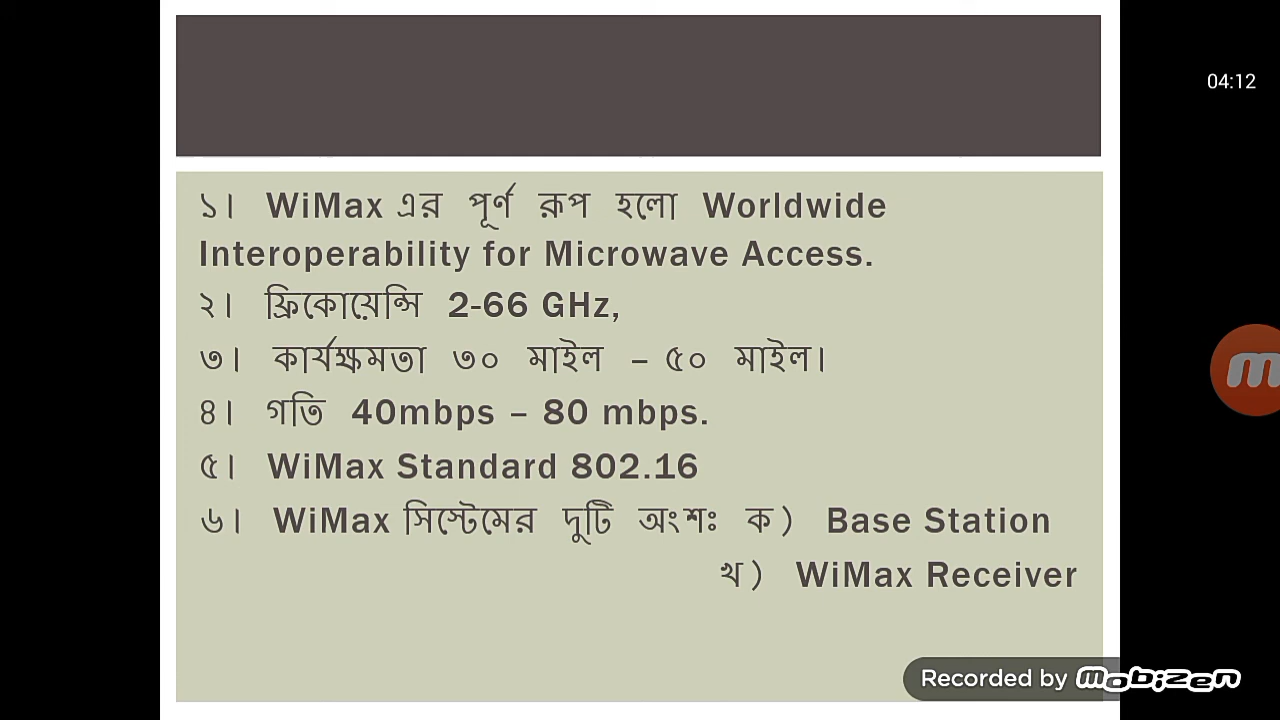 04:12
১। WiMax এর পূর্ণ রূপ হলো Worldwide
Interoperability for Microwave Access.
২। ফ্রিকোয়েন্সি 2-66 GHz,
৩। কার্যক্ষমতা ৩০ মাইল – ৫০ মাইল।
৪। গতি 40mbps – 80 mbps.
৫। WiMax Standard 802.16
৬। WiMax সিস্টেমের দুটি অংশঃ ক) Base Station
খ) WiMax Receiver
Recorded by Mobizen